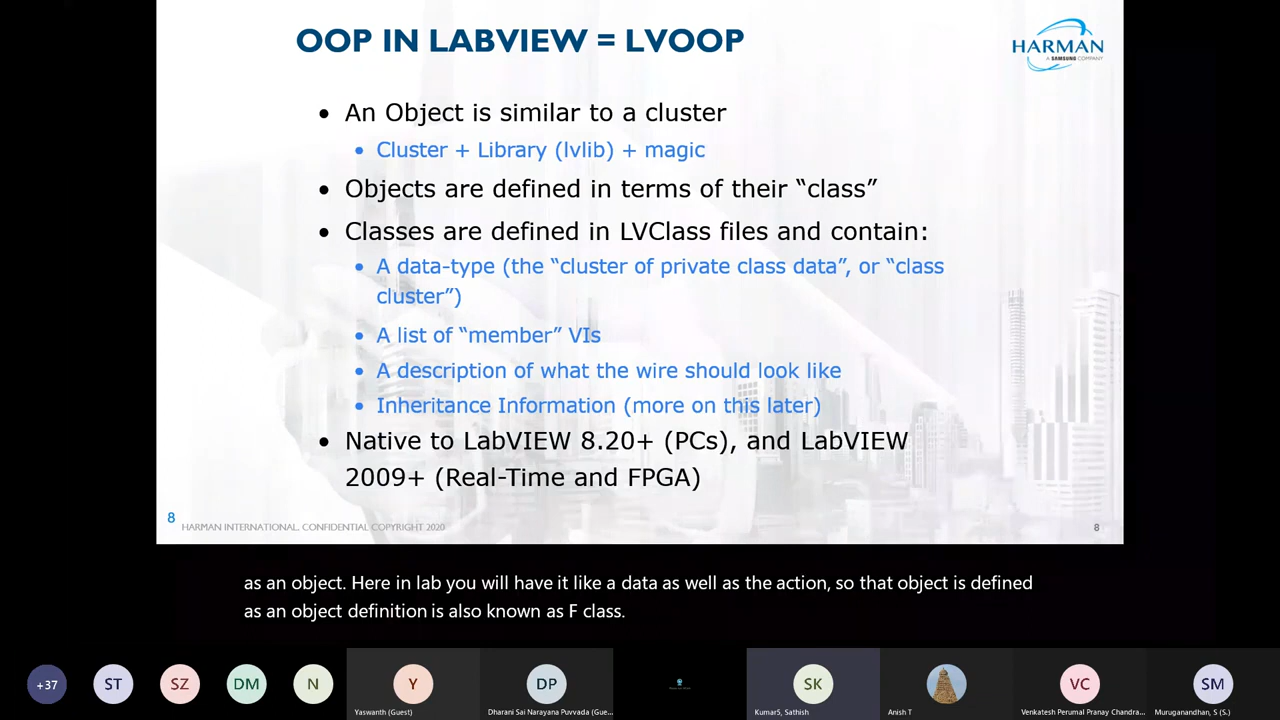 OOP IN LABVIEW = LVOOP
HARMAN
A SAMSUNG COMPANY
• An Object is similar to a cluster
• Cluster + Library (lvlib) + magic
• Objects are defined in terms of their “class”
• Classes are defined in LVClass files and contain:
• A data-type (the “cluster of private class data”, or “class
cluster”)
• A list of “member” VIs
• A description of what the wire should look like
• Inheritance Information (more on this later)
• Native to LabVIEW 8.20+ (PCs), and LabVIEW
2009+ (Real-Time and FPGA)
8
HARMAN INTERNATIONAL. CONFIDENTIAL COPYRIGHT 2020
8
as an object. Here in lab you will have it like a data as well as the action, so that object is defined
as an object definition is also known as F class.
+37
ST
SZ
DM
N
Y
Yaswanth (Guest)
DP
Dharani Sai Narayana Puvvada (Gue...
SK
Kumar5, Sathish
Anish T
VC
Venkatesh Perumal Pranay Chandra...
SM
Muruganandhan, S (S.)